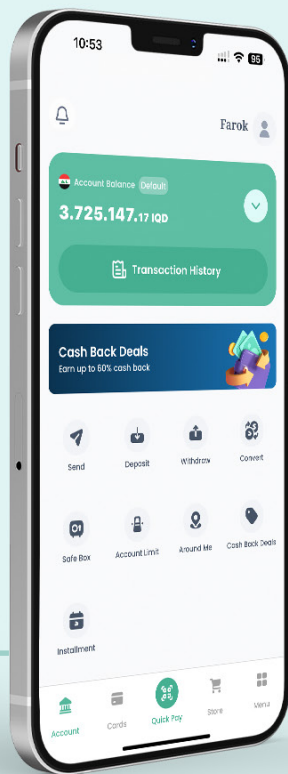 10:53
95
Farok
Account Balance Default
3.725.147.17 IQD
Transaction History
Cash Back Deals
Earn up to 60% cash back
Send
Deposit
Withdraw
Convert
Safe Box
Account Limit
Around Me
Cash Back Deals
Installment
Account
Cards
Quick Pay
Store
Menu